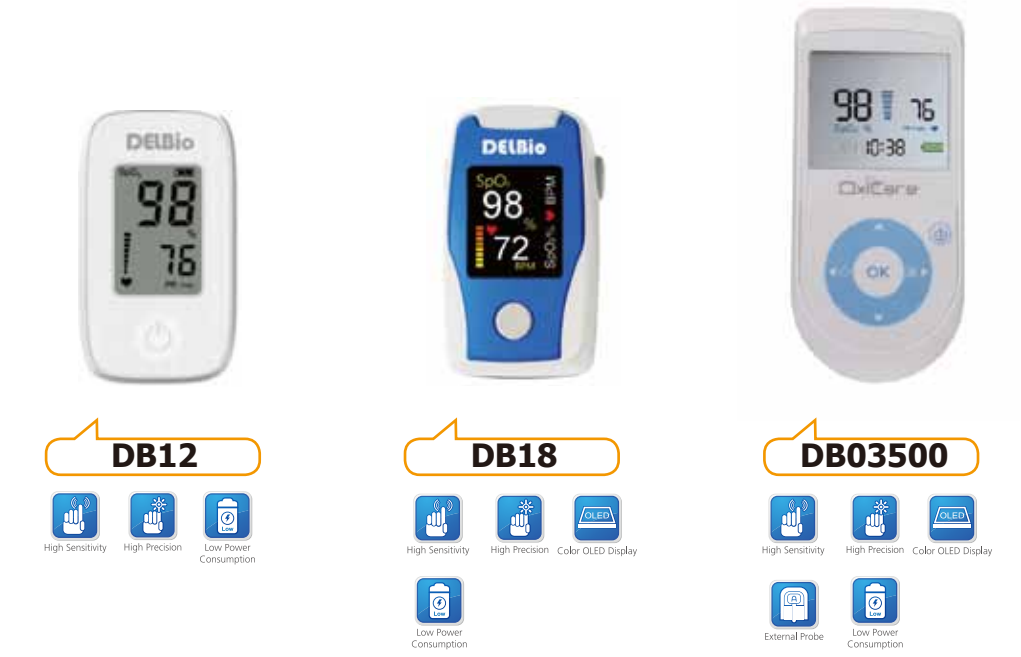 DELBio
SpO₂
98
%
76
DELBio
SpO₂
98
%
72
BPM
SpO₂% BPM
98
76
SpO₂ %
10:38
OxiCare
OK
DB12
DB18
DB03500
High Sensitivity
High Precision
Low
Low Power
Consumption
High Sensitivity
High Precision
OLED
Color OLED Display
Low
Low Power
Consumption
High Sensitivity
High Precision
OLED
Color OLED Display
External Probe
Low
Low Power
Consumption